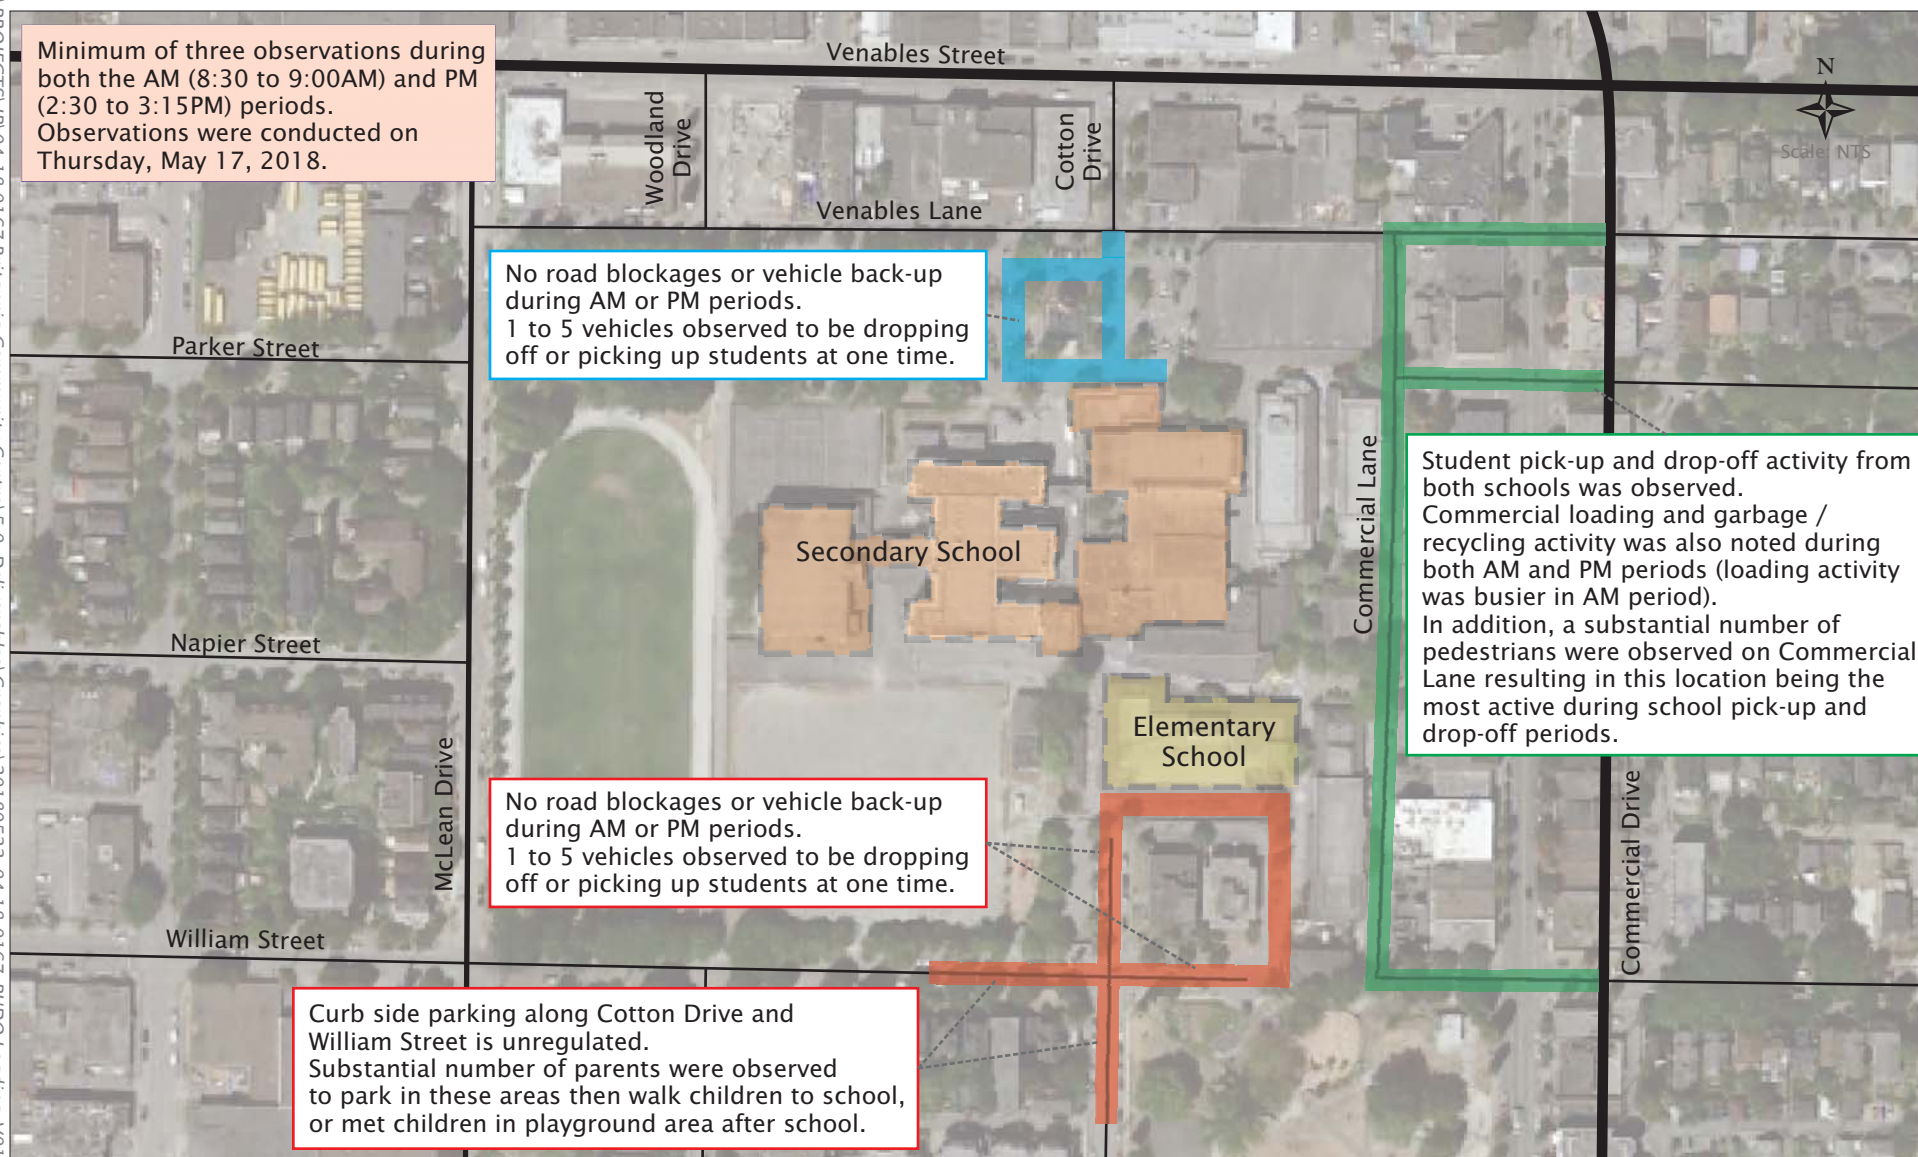 Minimum of three observations during
both the AM (8:30 to 9:00AM) and PM
(2:30 to 3:15PM) periods.
Observations were conducted on
Thursday, May 17, 2018.
Venables Street
N
Scale: NTS
Woodland
Drive
Cotton
Drive
Venables Lane
No road blockages or vehicle back-up
during AM or PM periods.
1 to 5 vehicles observed to be dropping
off or picking up students at one time.
Parker Street
Commercial Lane
Student pick-up and drop-off activity from
both schools was observed.
Commercial loading and garbage /
recycling activity was also noted during
both AM and PM periods (loading activity
was busier in AM period).
In addition, a substantial number of
pedestrians were observed on Commercial
Lane resulting in this location being the
most active during school pick-up and
drop-off periods.
Secondary School
Napier Street
Elementary
School
McLean Drive
No road blockages or vehicle back-up
during AM or PM periods.
1 to 5 vehicles observed to be dropping
off or picking up students at one time.
Commercial Drive
William Street
Curb side parking along Cotton Drive and
William Street is unregulated.
Substantial number of parents were observed
to park in these areas then walk children to school,
or met children in playground area after school.